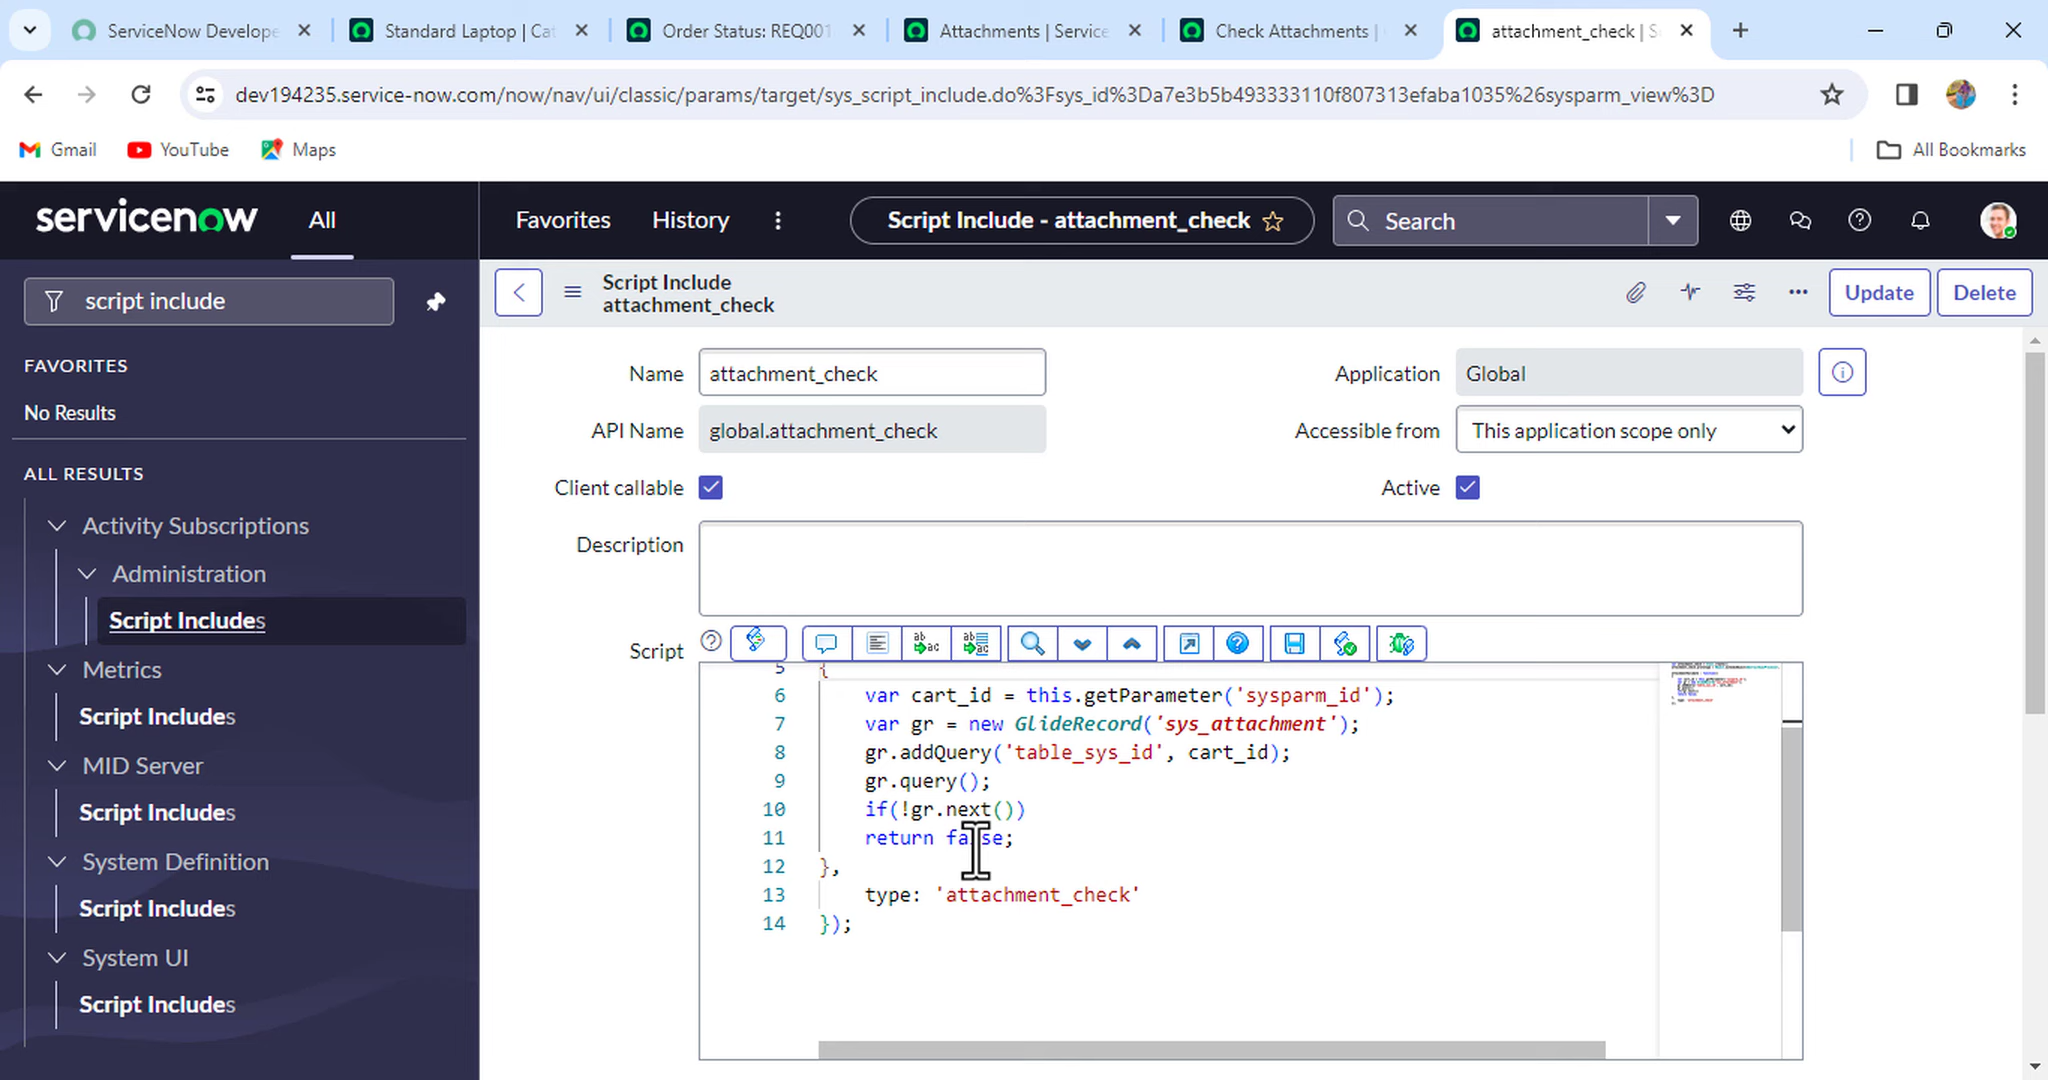 ServiceNow Develope
Standard Laptop | Cat
Order Status: REQ001
Attachments | Service
Check Attachments |
attachment_check | S
dev194235.service-now.com/now/nav/ui/classic/params/target/sys_script_include.do%3Fsys_id%3Da7e3b5b493333110f807313efaba1035%26sysparm_view%3D
Gmail
YouTube
Maps
All Bookmarks
servicenow
All
Favorites
History
Script Include - attachment_check
Search
script include
FAVORITES
No Results
ALL RESULTS
Activity Subscriptions
Administration
Script Includes
Metrics
Script Includes
MID Server
Script Includes
System Definition
Script Includes
System UI
Script Includes
Script Include
attachment_check
Update
Delete
Name
attachment_check
Application
Global
API Name
global.attachment_check
Accessible from
This application scope only
Client callable
Active
Description
Script
5 {
6 var cart_id = this.getParameter('sysparm_id');
7 var gr = new GlideRecord('sys_attachment');
8 gr.addQuery('table_sys_id', cart_id);
9 gr.query();
10 if(!gr.next())
11 return false;
12 },
13 type: 'attachment_check'
14 });